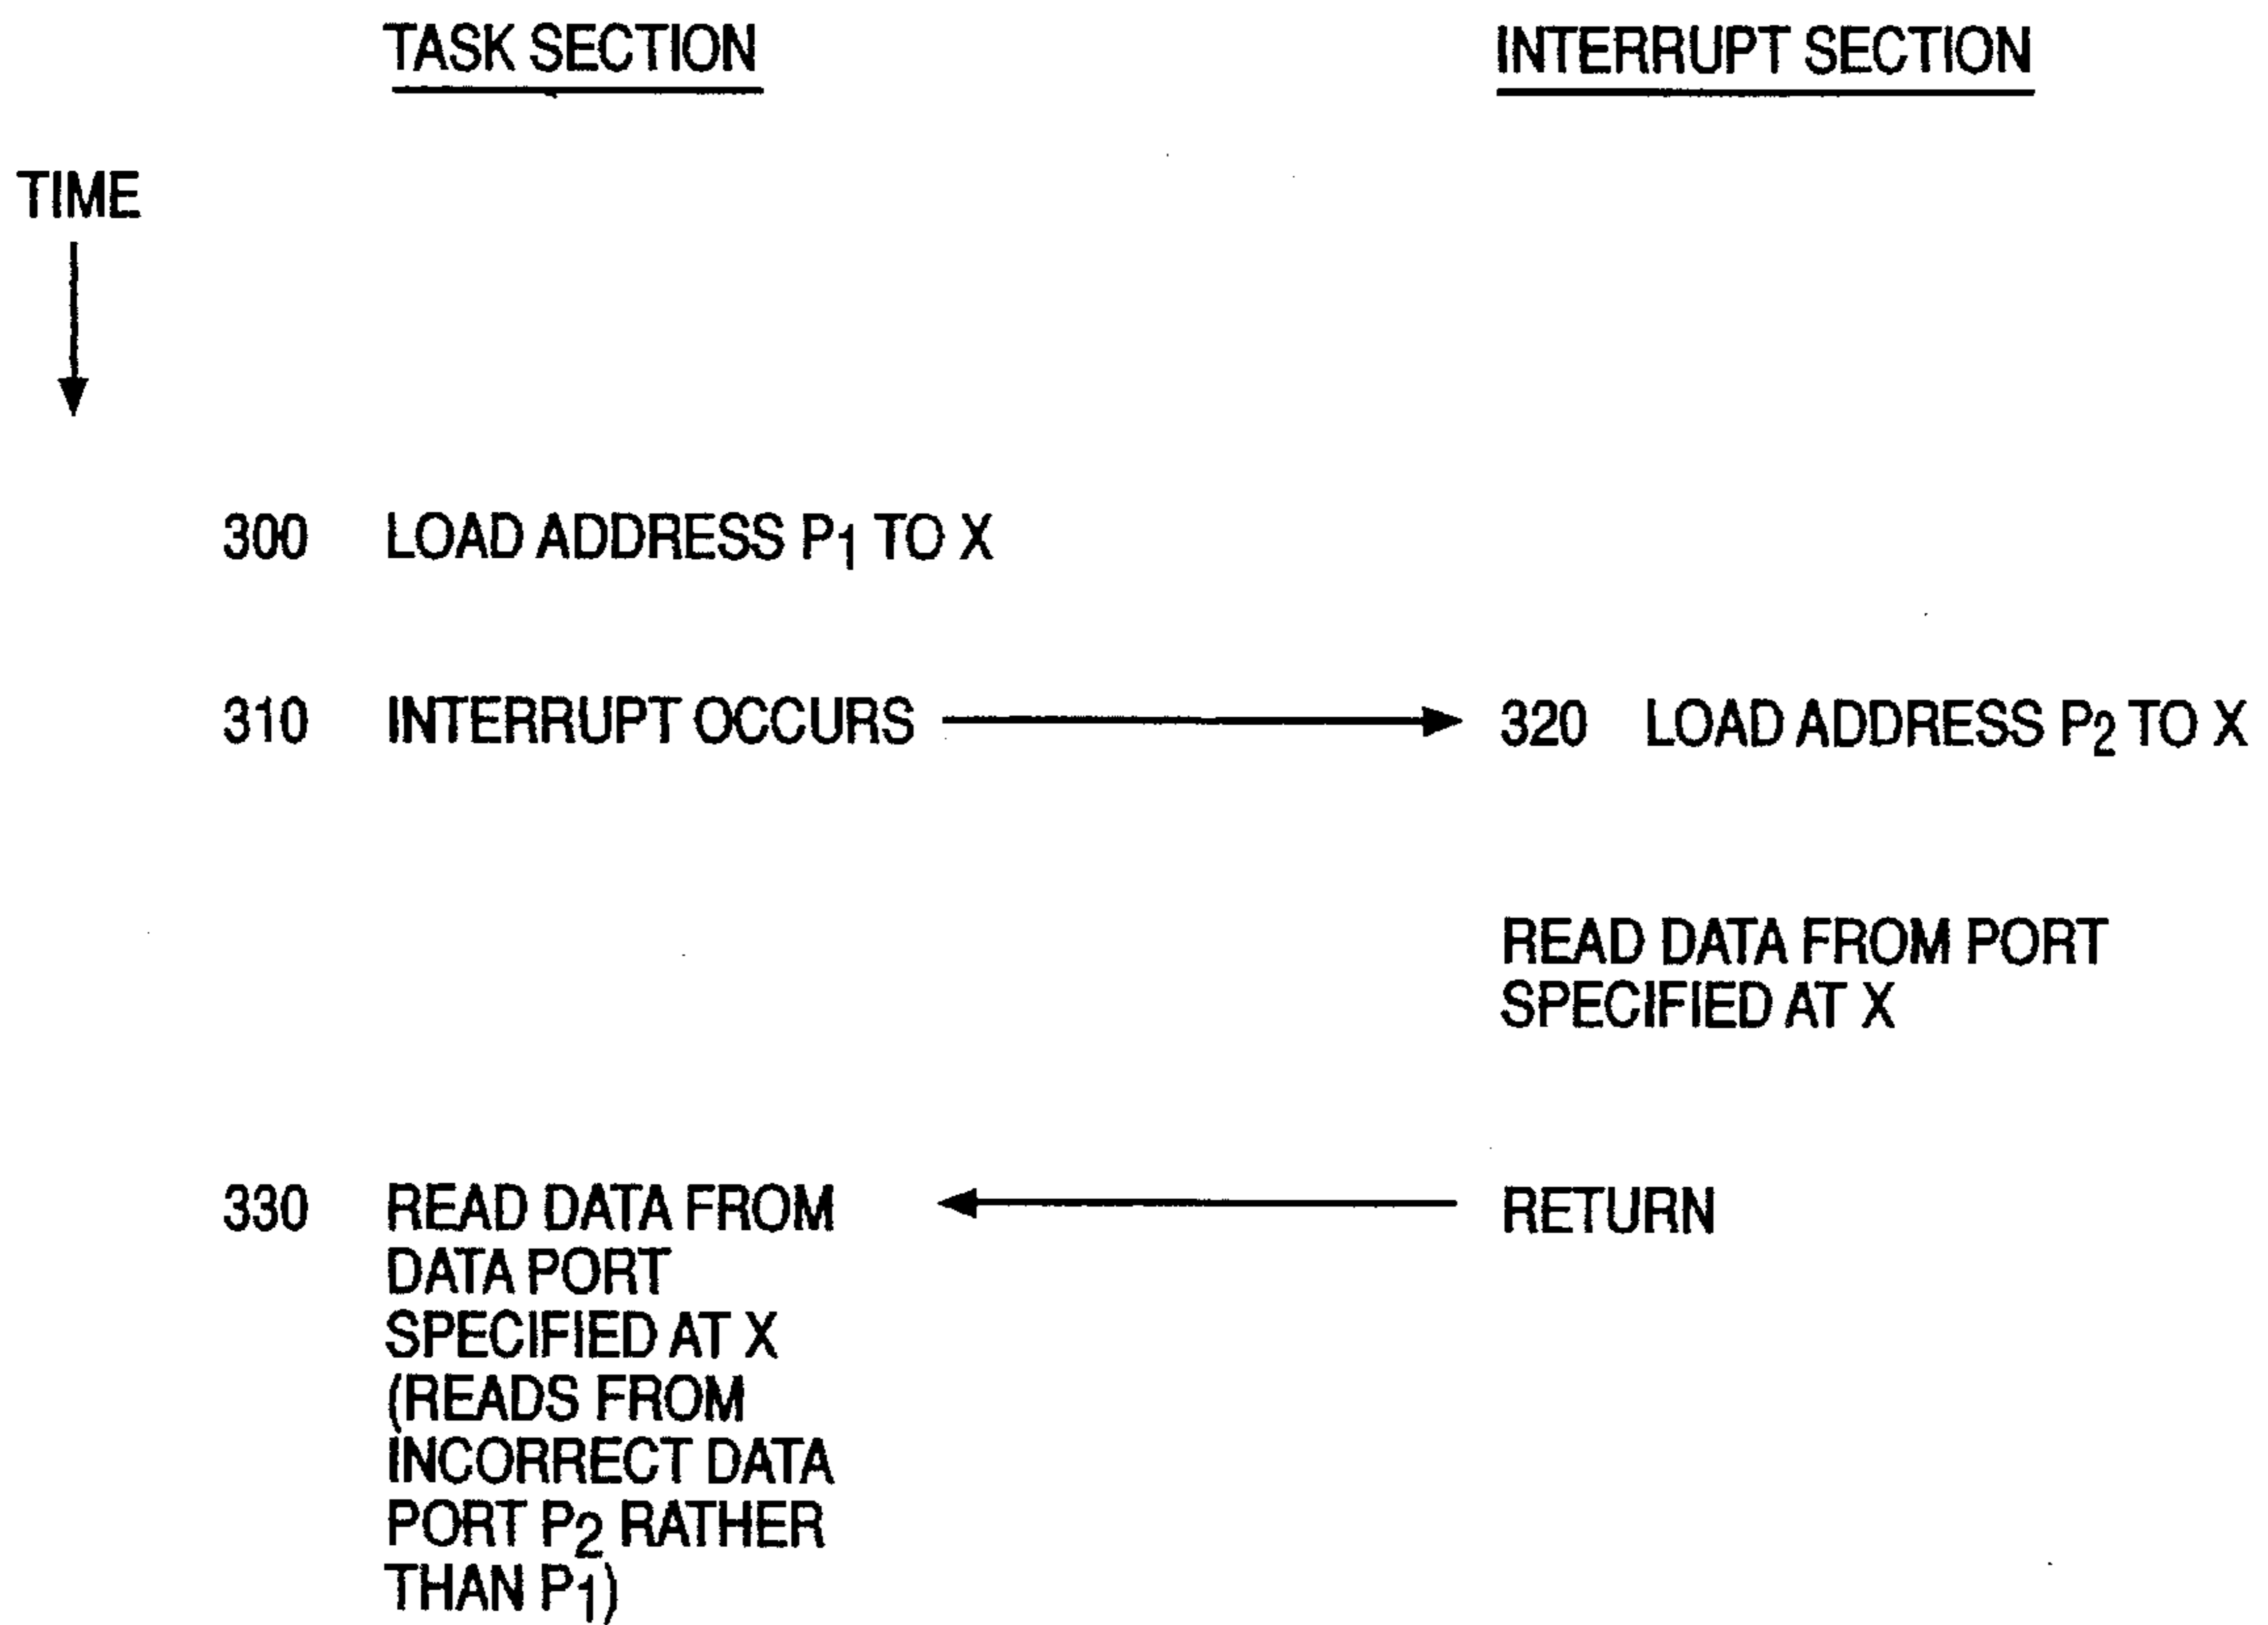 TASK SECTION
INTERRUPT SECTION
TIME
300 LOAD ADDRESS P1 TO X
310 INTERRUPT OCCURS
320 LOAD ADDRESS P2 TO X
READ DATA FROM PORT
SPECIFIED AT X
330 READ DATA FROM
DATA PORT
SPECIFIED AT X
(READS FROM
INCORRECT DATA
PORT P2 RATHER
THAN P1)
RETURN